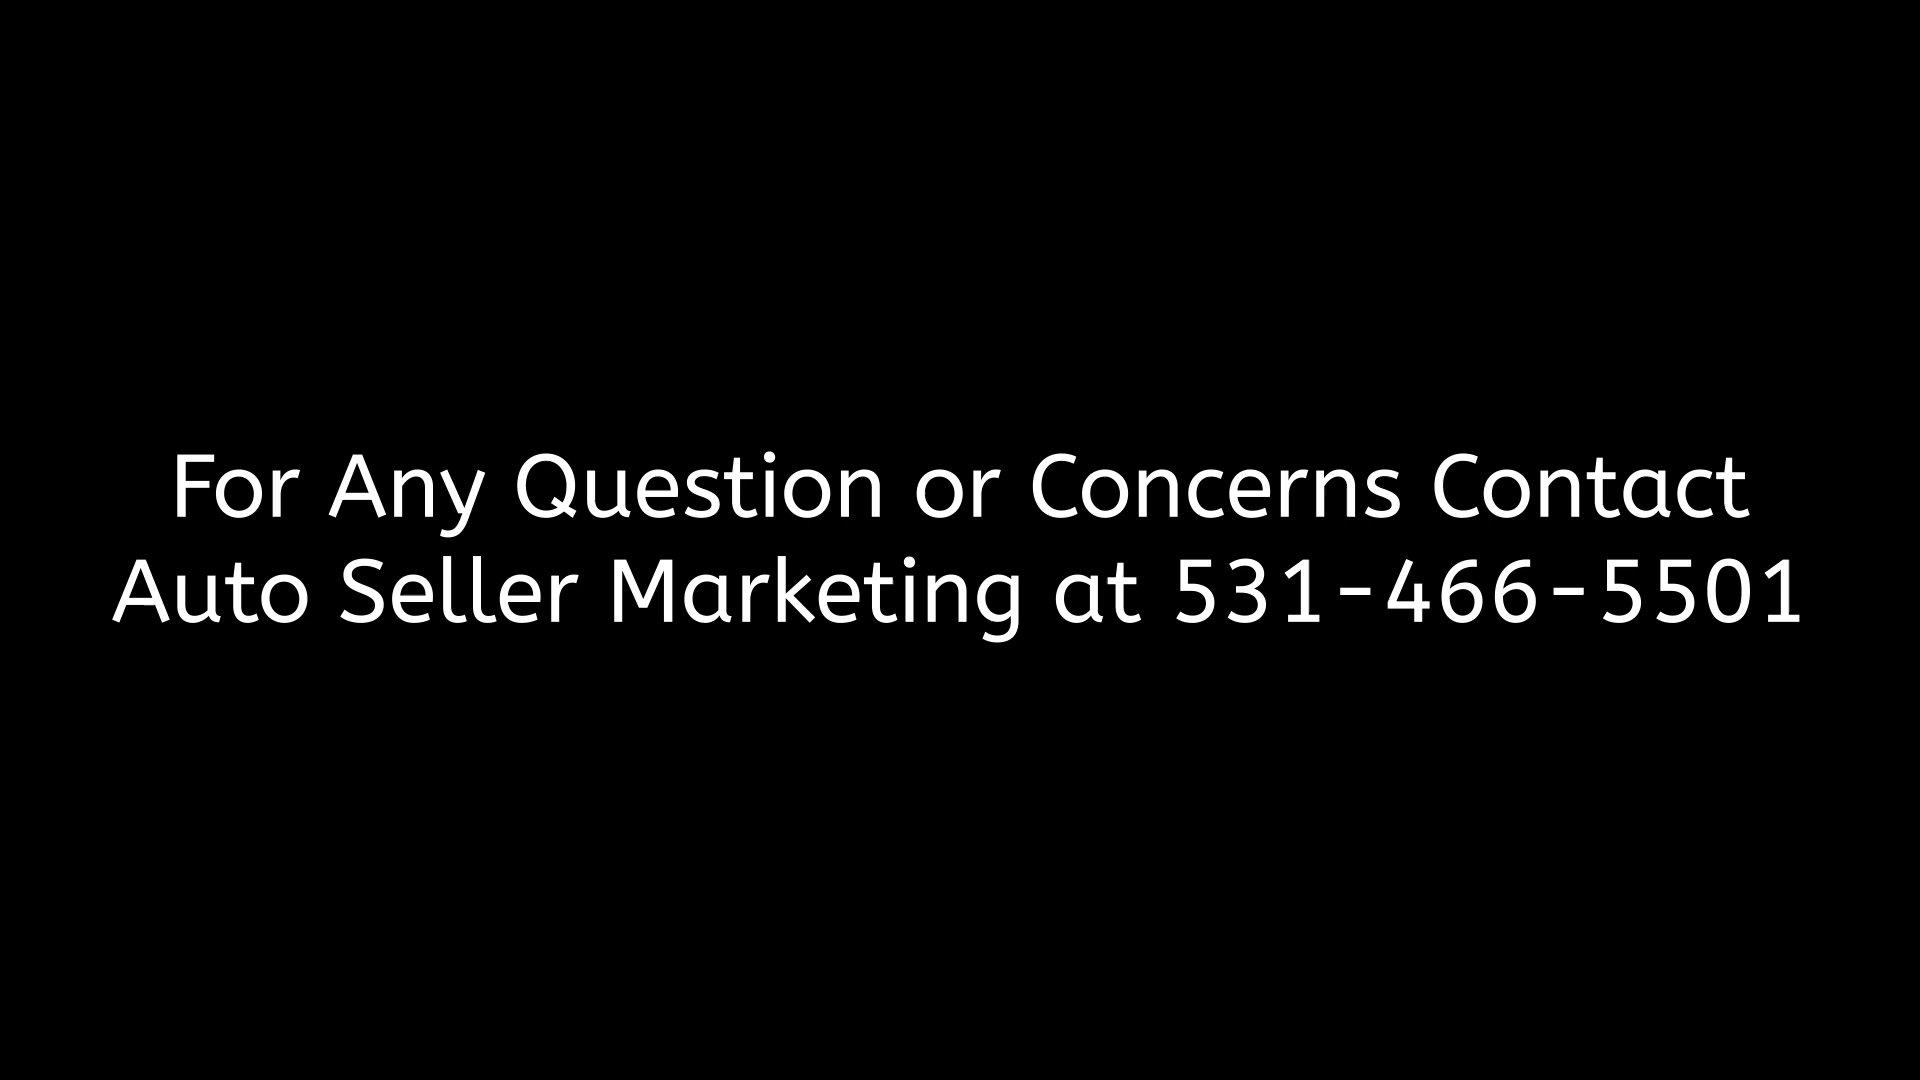 For Any Question or Concerns Contact
Auto Seller Marketing at 531-466-5501